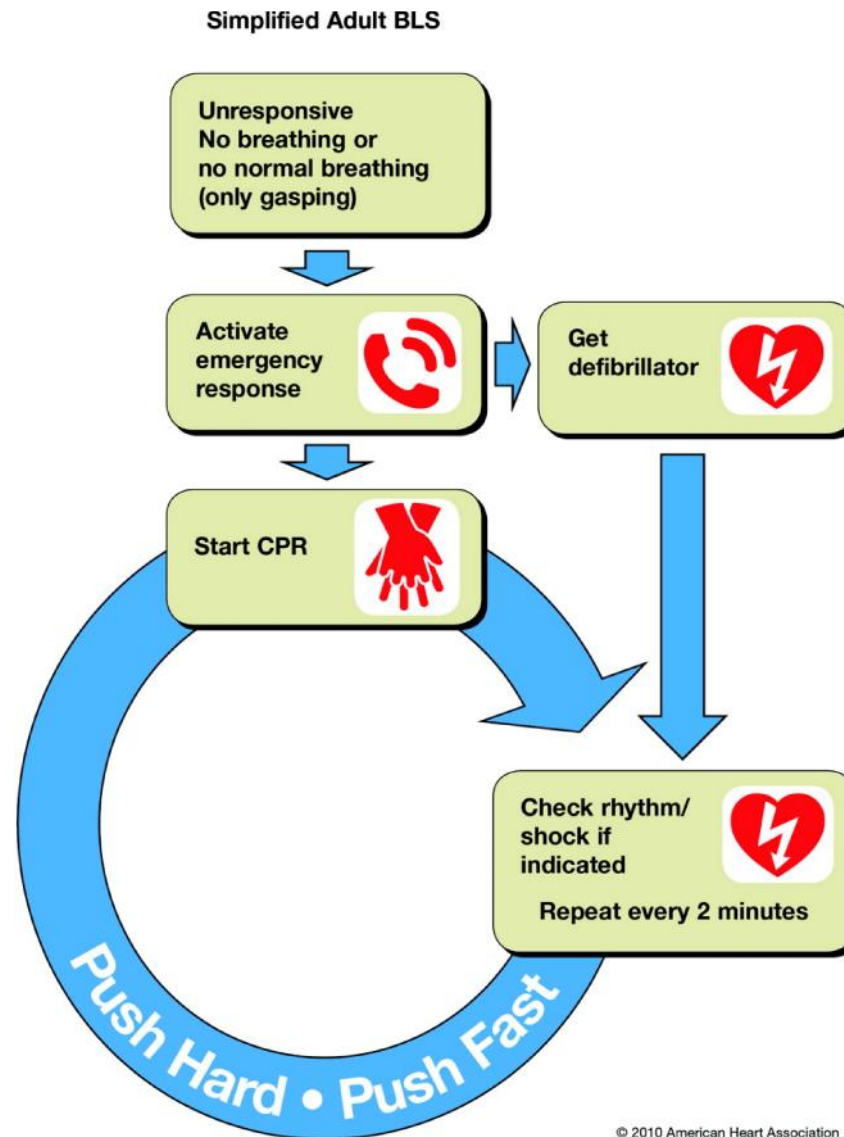 Simplified Adult BLS
Unresponsive
No breathing or
no normal breathing
(only gasping)
Activate
emergency
response
Get
defibrillator
Start CPR
Check rhythm/
shock if
indicated
Repeat every 2 minutes
Push Hard • Push Fast
© 2010 American Heart Association